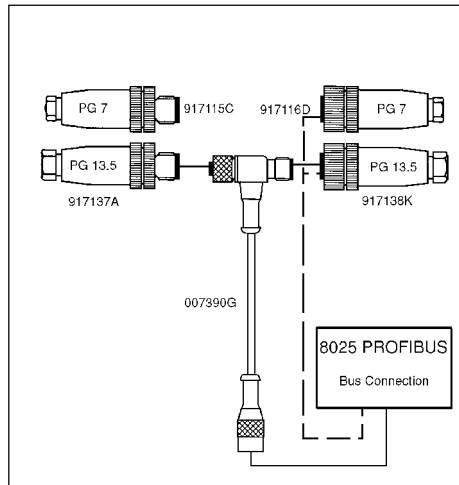 PG 7
917115C
917116D
PG 7
PG 13.5
PG 13.5
917137A
917138K
007390G
8025 PROFIBUS
Bus Connection